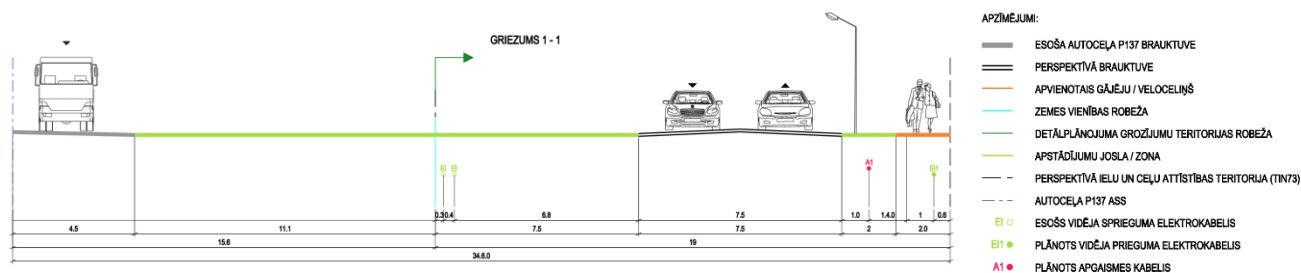 GRIEZUMS 1 - 1
EI
EI
A1
EI1
0.3
0.4
6.8
7.5
1.0
1.4.0
1
0.6
4.5
11.1
7.5
7.5
2
2.0
15.6
19
34.6.0
APZĪMĒJUMI:
ESOŠA AUTOCEĻA P137 BRAUKTUVE
PERSPEKTĪVĀ BRAUKTUVE
APVIENOTAIS GĀJĒJU / VELOCELIŅŠ
ZEMES VIENĪBAS ROBEŽA
DETĀLPLĀNOJUMA GROZĪJUMU TERITORIJAS ROBEŽA
APSTĀDĪJUMU JOSLA / ZONA
PERSPEKTĪVĀ IELU UN CEĻU ATTĪSTĪBAS TERITORIJA (TIN73)
AUTOCEĻA P137 ASS
EI ESOŠS VIDĒJA SPRIEGUMA ELEKTROKABELIS
EI1 PLĀNOTS VIDĒJA PRIEGUMA ELEKTROKABELIS
A1 PLĀNOTS APGAISMES KABELIS